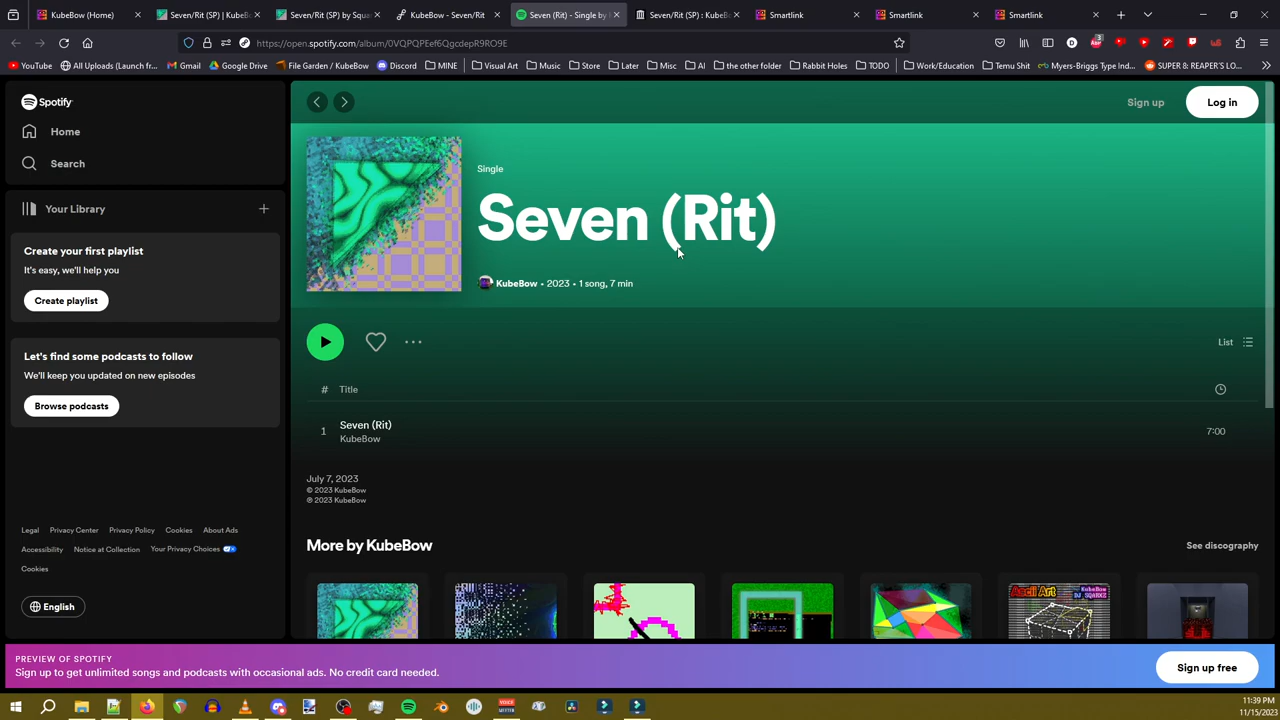 KubeBow (Home)
Seven/Rit (SP) | KubeB
Seven/Rit (SP) by Squa
KubeBow - Seven/Rit
Seven (Rit) - Single by
Seven/Rit (SP) : KubeB
Smartlink
Smartlink
Smartlink
https://open.spotify.com/album/0VQPQPEef6QgcdepR9RO9E
3
YouTube
All Uploads (Launch fr...
Gmail
Google Drive
File Garden / KubeBow
Discord
MINE
Visual Art
Music
Store
Later
Misc
AI
the other folder
Rabbit Holes
TODO
Work/Education
Temu Shit
Myers-Briggs Type Ind...
SUPER & REAPER'S LO...
Spotify
Home
Search
Your Library
Create your first playlist
It's easy, we'll help you
Create playlist
Let's find some podcasts to follow
We'll keep you updated on new episodes
Browse podcasts
Legal Privacy Center Privacy Policy Cookies About Ads
Accessibility Notice at Collection Your Privacy Choices
Cookies
English
Sign up
Log in
Single
Seven (Rit)
KubeBow • 2023 • 1 song, 7 min
List
# Title
1
Seven (Rit)
KubeBow
7:00
July 7, 2023
© 2023 KubeBow
℗ 2023 KubeBow
More by KubeBow
See discography
Ascii Art
KubeBow
DJ_SQARKE
PREVIEW OF SPOTIFY
Sign up to get unlimited songs and podcasts with occasional ads. No credit card needed.
Sign up free
VOICE
MEETER
11:39 PM
11/15/2023